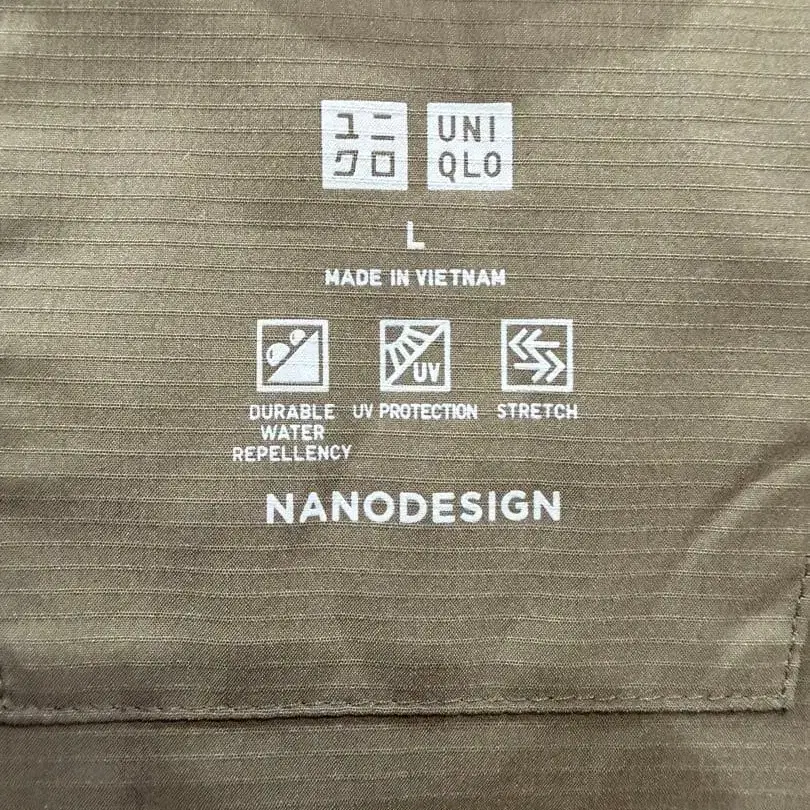 ユニ UNI
クロ QLO
L
MADE IN VIETNAM
UV
DURABLE UV PROTECTION STRETCH
WATER
REPELLENCY
NANODESIGN